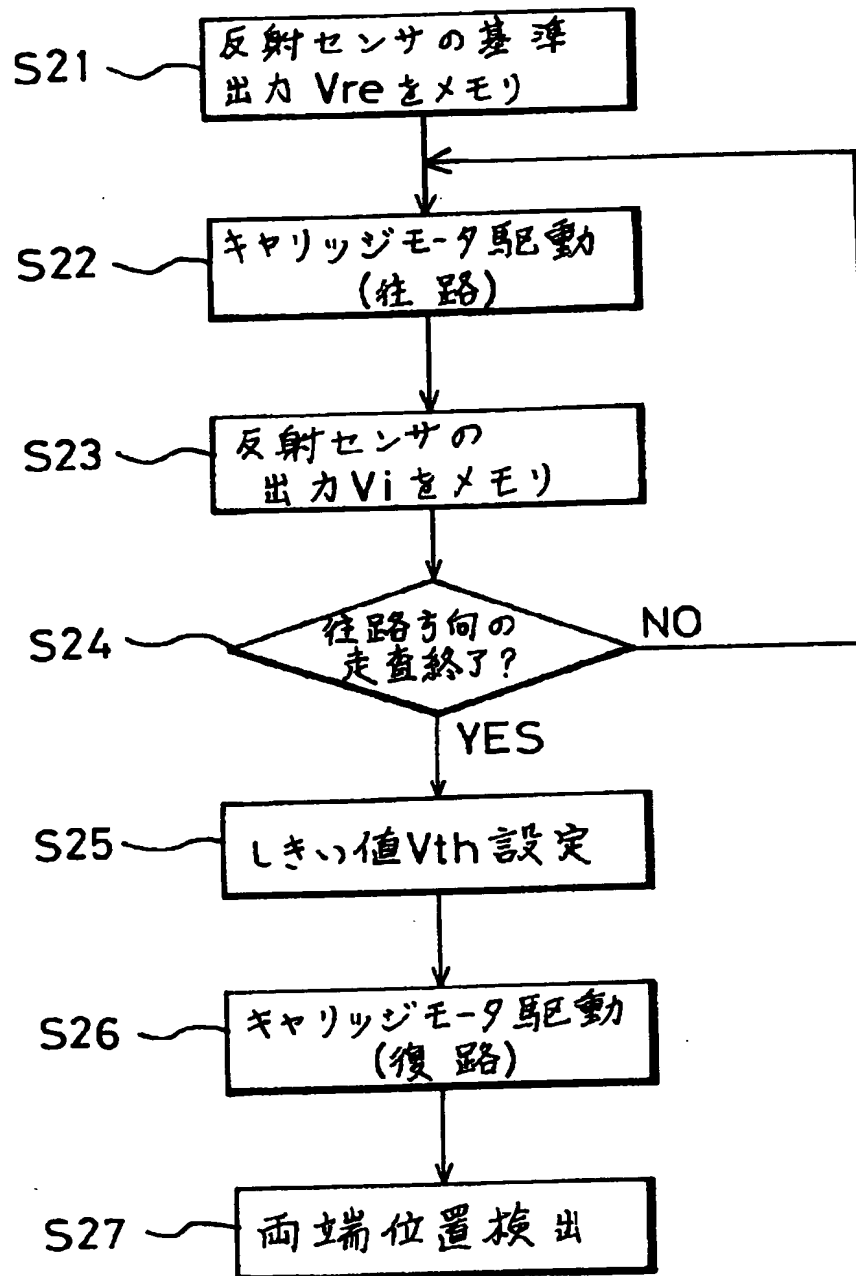 S21
反射センサの基準
出力 Vreをメモリ
S22
キャリッジモータ駆動
(往路)
S23
反射センサの
出力Viをメモリ
S24
往路方向の
走査終了?
NO
YES
S25
しきい値Vth設定
S26
キャリッジモータ駆動
(復路)
S27
両端位置検出